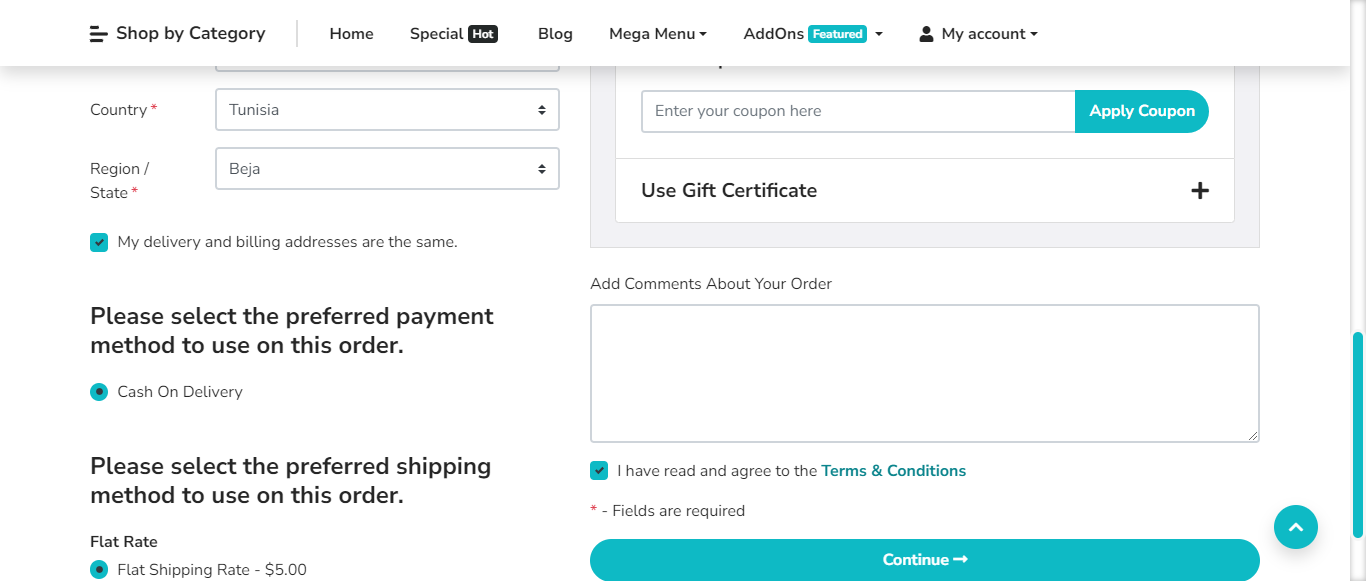 Shop by Category
Home
Special Hot
Blog
Mega Menu
AddOns Featured
My account
Country *
Tunisia
Region /
State *
Beja
My delivery and billing addresses are the same.
Please select the preferred payment
method to use on this order.
Cash On Delivery
Please select the preferred shipping
method to use on this order.
Flat Rate
Flat Shipping Rate - $5.00
Enter your coupon here
Apply Coupon
Use Gift Certificate
Add Comments About Your Order
I have read and agree to the Terms & Conditions
* - Fields are required
Continue